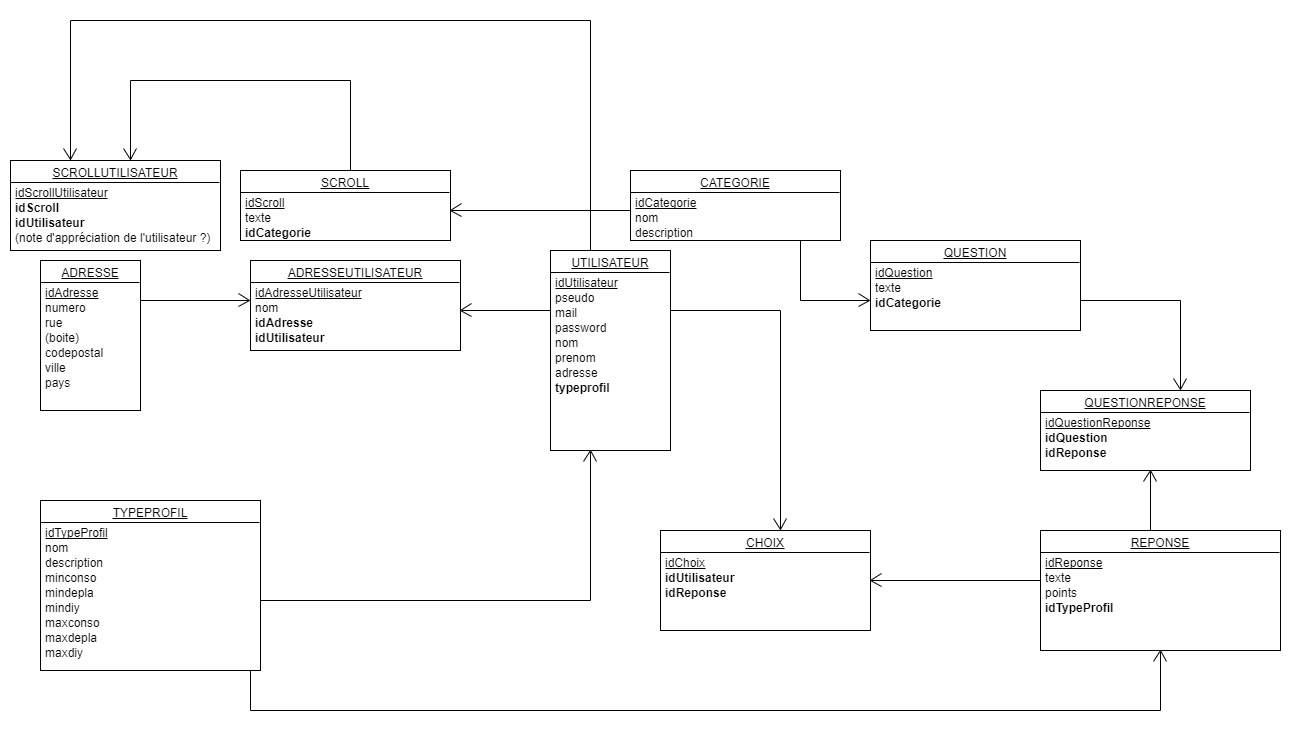 SCROLLUTILISATEUR
idScrollUtilisateur
idScroll
idUtilisateur
(note d'appréciation de l'utilisateur ?)
SCROLL
idScroll
texte
idCategorie
CATEGORIE
idCategorie
nom
description
QUESTION
idQuestion
texte
idCategorie
ADRESSE
idAdresse
numero
rue
(boite)
codepostal
ville
pays
ADRESSEUTILISATEUR
idAdresseUtilisateur
nom
idAdresse
idUtilisateur
UTILISATEUR
idUtilisateur
pseudo
mail
password
nom
prenom
adresse
typeprofil
QUESTIONREPONSE
idQuestionReponse
idQuestion
idReponse
TYPEPROFIL
idTypeProfil
nom
description
minconso
mindepla
mindiy
maxconso
maxdepla
maxdiy
CHOIX
idChoix
idUtilisateur
idReponse
REPONSE
idReponse
texte
points
idTypeProfil